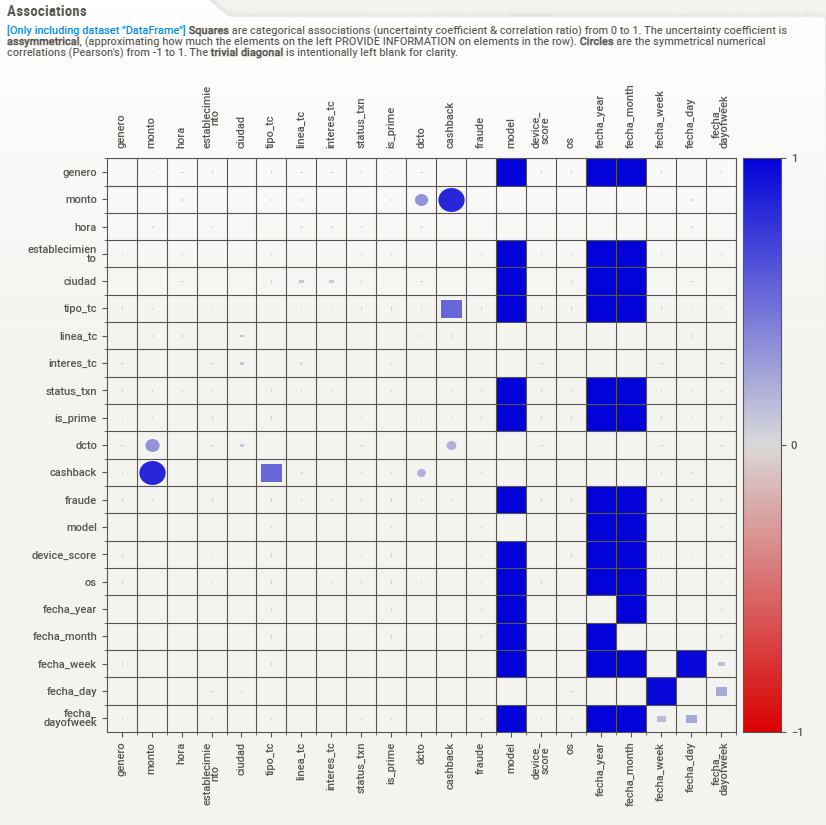 Associations
[Only including dataset "DataFrame"] Squares are categorical associations (uncertainty coefficient & correlation ratio) from 0 to 1. The uncertainty coefficient is
assymmetrical, (approximating how much the elements on the left PROVIDE INFORMATION on elements in the row). Circles are the symmetrical numerical
correlations (Pearson's) from -1 to 1. The trivial diagonal is intentionally left blank for clarity.
genero
monto
hora
establecimie
nto
ciudad
tipo_tc
linea_tc
interes_tc
status_txn
is_prime
dcto
cashback
fraude
model
device_
score
os
fecha_year
fecha_month
fecha_week
fecha_day
fecha_
dayofweek
genero
monto
hora
establecimien
to
ciudad
tipo_tc
linea_tc
interes_tc
status_txn
is_prime
dcto
cashback
fraude
model
device_score
os
fecha_year
fecha_month
fecha_week
fecha_day
fecha_
dayofweek
1
0
−1
genero
monto
hora
establecimie
nto
ciudad
tipo_tc
linea_tc
interes_tc
status_txn
is_prime
dcto
cashback
fraude
model
device_
score
os
fecha_year
fecha_month
fecha_week
fecha_day
fecha_
dayofweek